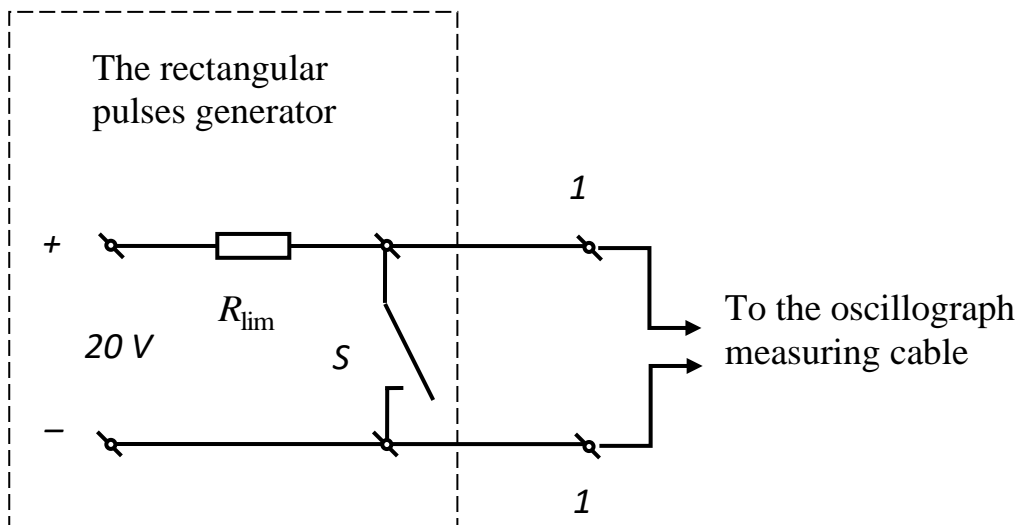 The rectangular
pulses generator
1
+
R_lim
To the oscillograph
measuring cable
20 V
S
–
1